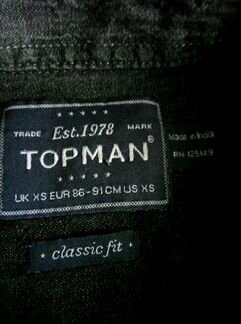 ★ ★ ★ ★ ★
TRADE Est.1978 MARK
TOPMAN®
★ ★ ★ ★ ★
UK XS EUR 86-91CM US XS
Made in India
RN 125149
★ classic fit ★